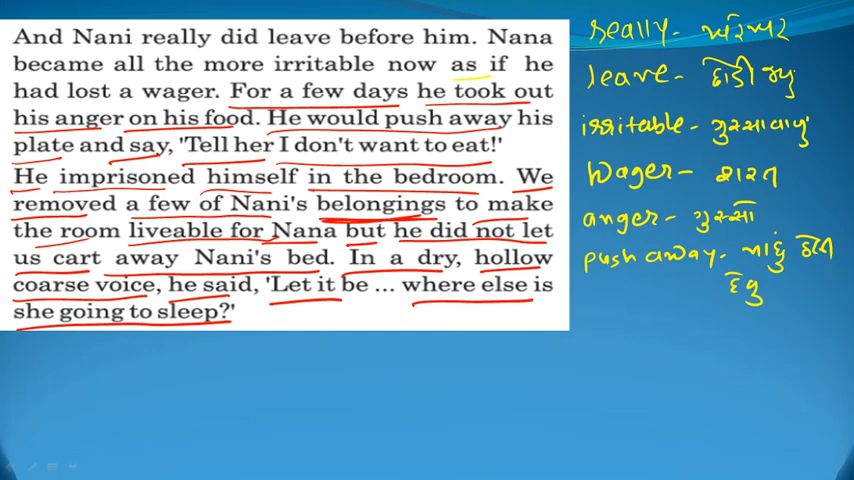 And Nani really did leave before him. Nana
became all the more irritable now as if he
had lost a wager. For a few days he took out
his anger on his food. He would push away his
plate and say, 'Tell her I don't want to eat!'
He imprisoned himself in the bedroom. We
removed a few of Nani's belongings to make
the room liveable for Nana but he did not let
us cart away Nani's bed. In a dry, hollow
coarse voice, he said, 'Let it be ... where else is
she going to sleep?'
really - ખરેખર
leave - છોડી જવુ
irritable - ગુસ્સાવાળુ
Wager - શરત
anger - ગુસ્સો
push away -
દેવુ